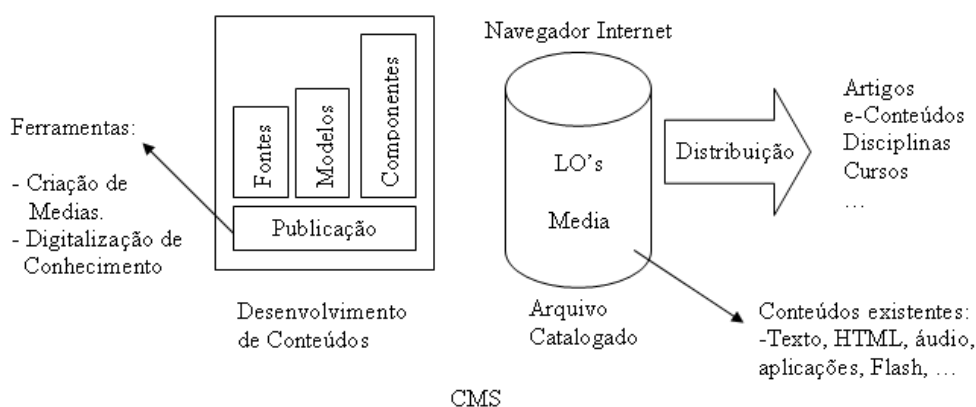 Ferramentas:
- Criação de
Medias.
- Digitalização de
Conhecimento
Fontes
Modelos
Componentes
Publicação
Desenvolvimento
de Conteúdos
Navegador Internet
LO's
Media
Arquivo
Catalogado
Distribuição
Artigos
e-Conteúdos
Disciplinas
Cursos
…
Conteúdos existentes:
-Texto, HTML, áudio,
aplicações, Flash, …
CMS